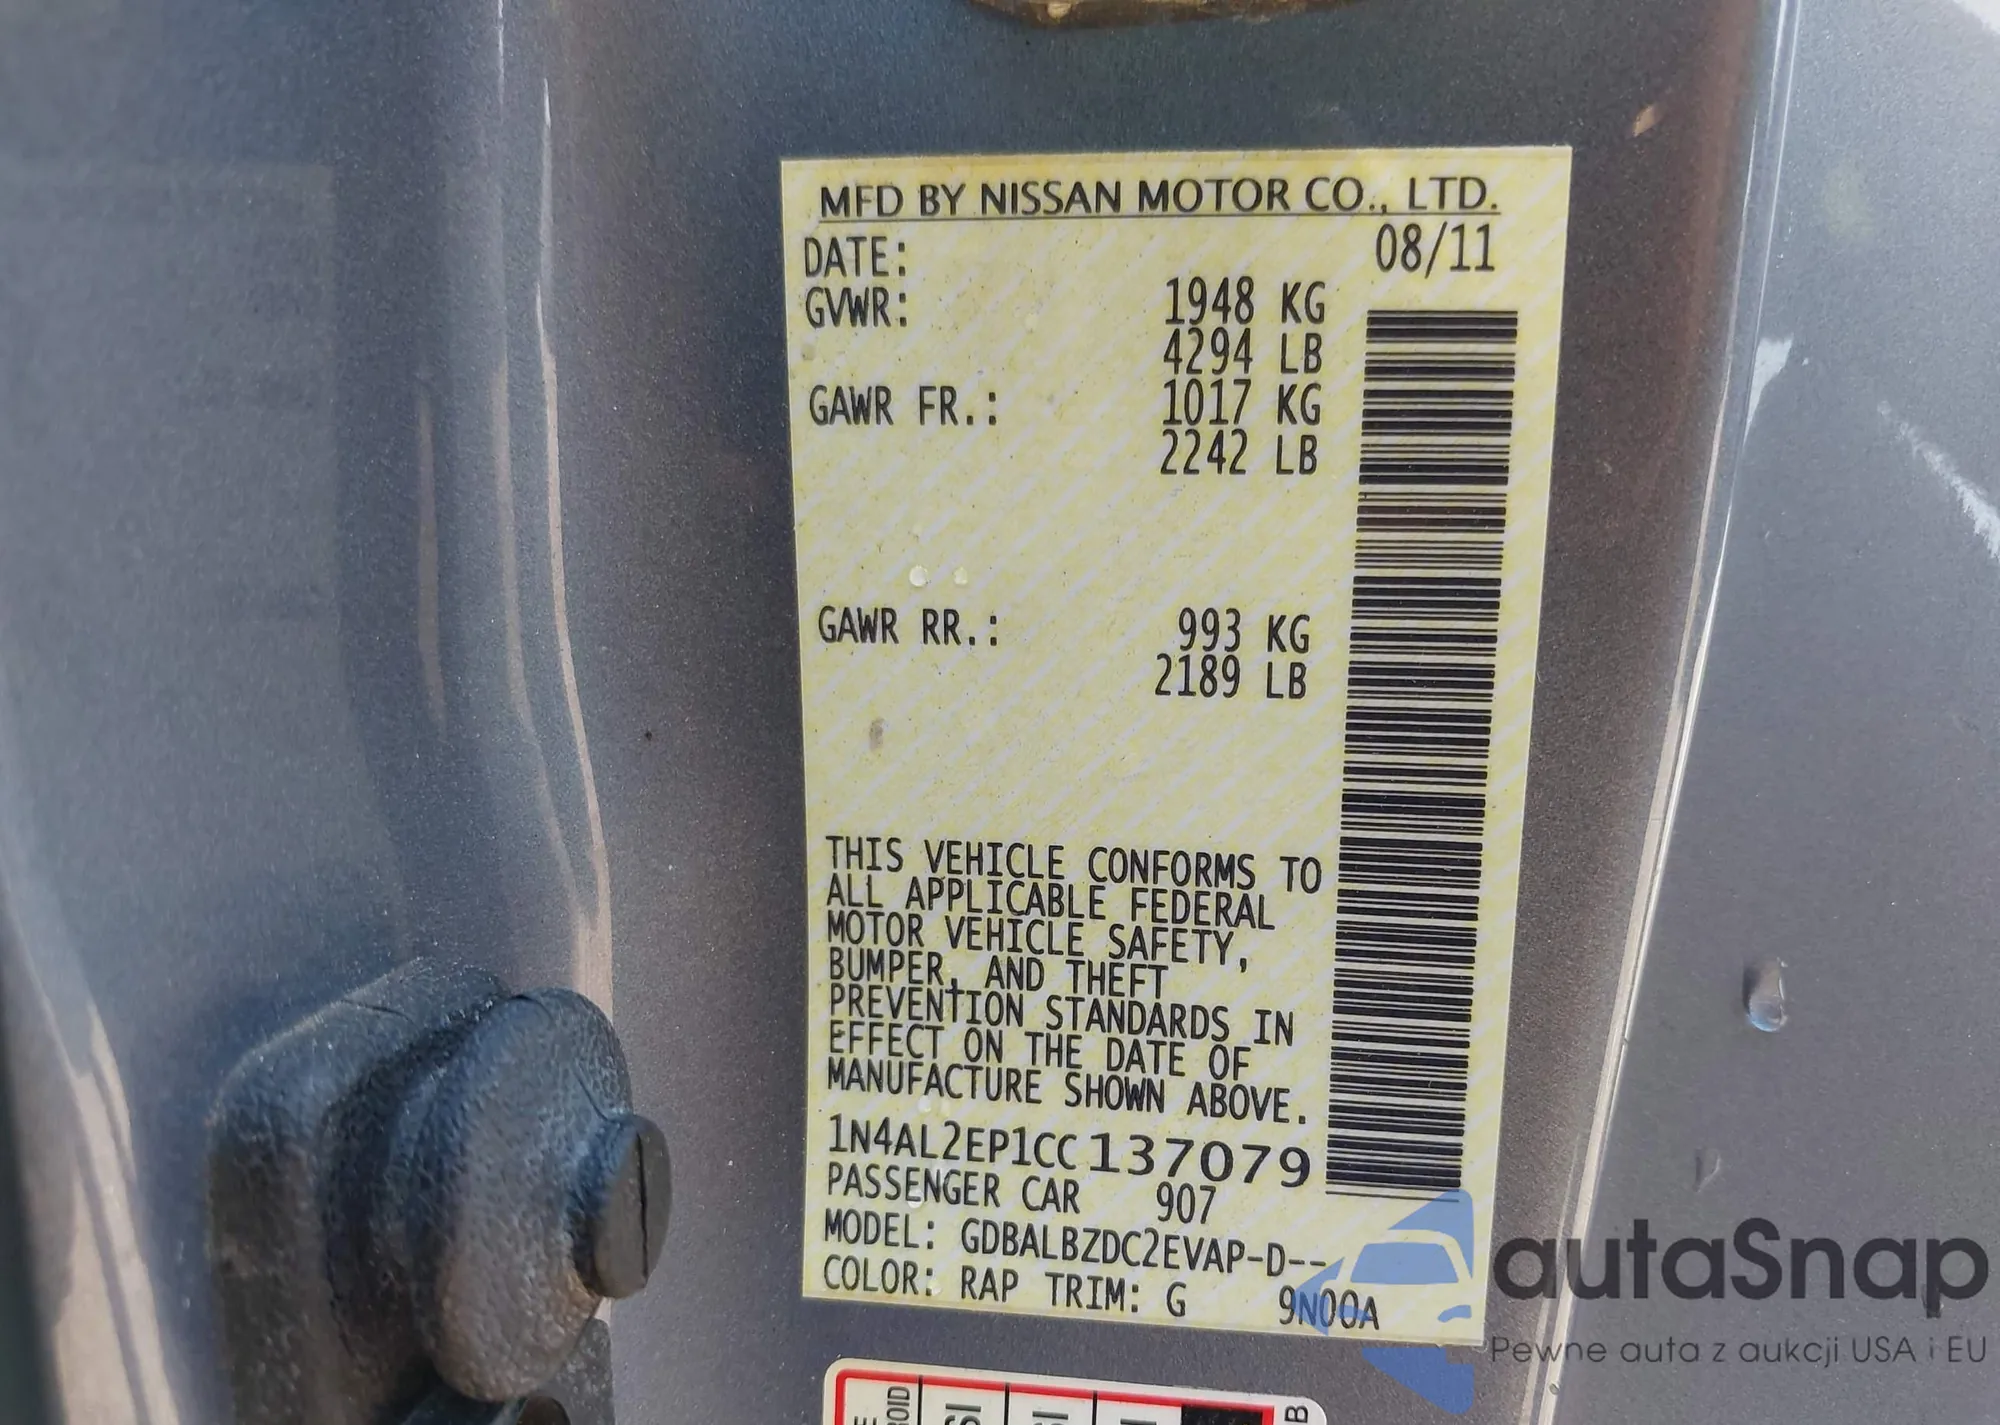 MFD BY NISSAN MOTOR CO., LTD.
DATE: 08/11
GVWR: 1948 KG
4294 LB
GAWR FR.: 1017 KG
2242 LB
GAWR RR.: 993 KG
2189 LB
THIS VEHICLE CONFORMS TO
ALL APPLICABLE FEDERAL
MOTOR VEHICLE SAFETY,
BUMPER, AND THEFT
PREVENTION STANDARDS IN
EFFECT ON THE DATE OF
MANUFACTURE SHOWN ABOVE.
1N4AL2EP1CC137079
PASSENGER CAR 907
MODEL: GDBALBZDC2EVAP-D--
COLOR: RAP TRIM: G 9N00A
autaSnap
Pewne auta z aukcji USA i EU